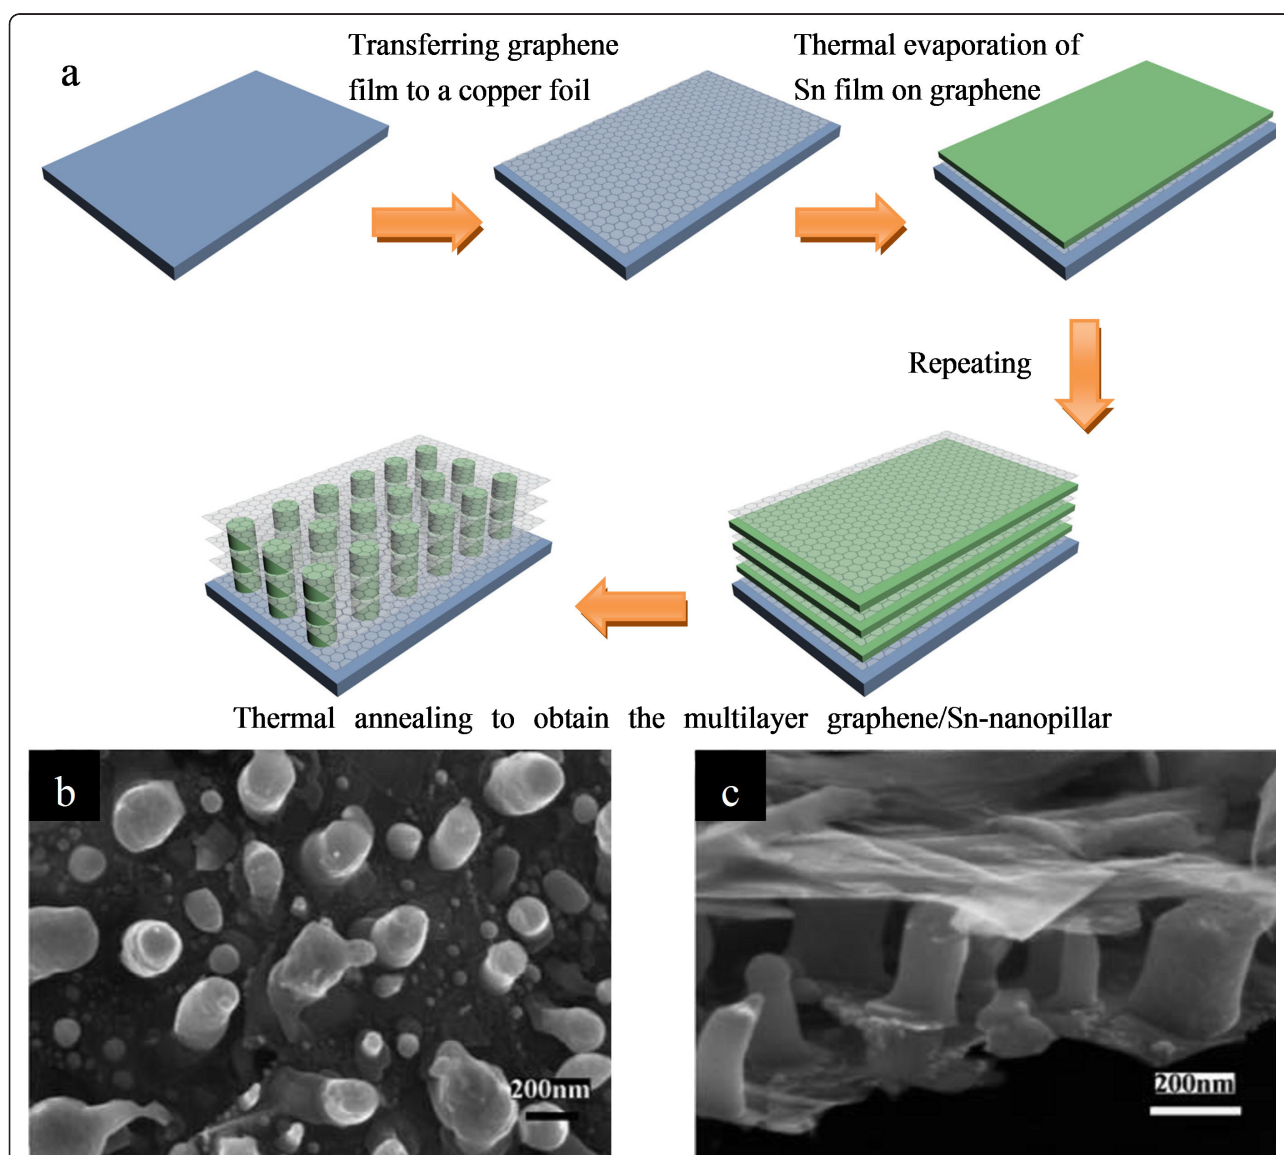 a
Transferring graphene
film to a copper foil
Thermal evaporation of
Sn film on graphene
Repeating
Thermal annealing to obtain the multilayer graphene/Sn-nanopillar
b
200nm
c
200nm